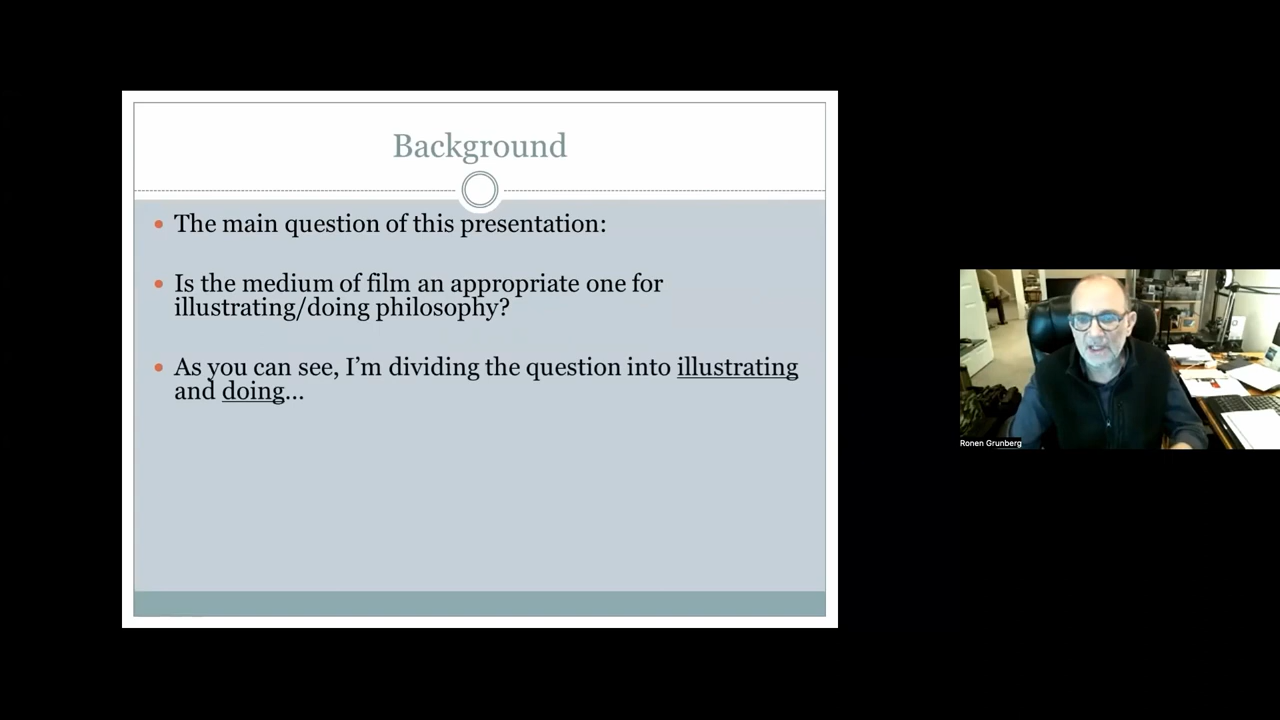 Background
The main question of this presentation:
Is the medium of film an appropriate one for
illustrating/doing philosophy?
As you can see, I'm dividing the question into illustrating
and doing...
Ronen Grunberg